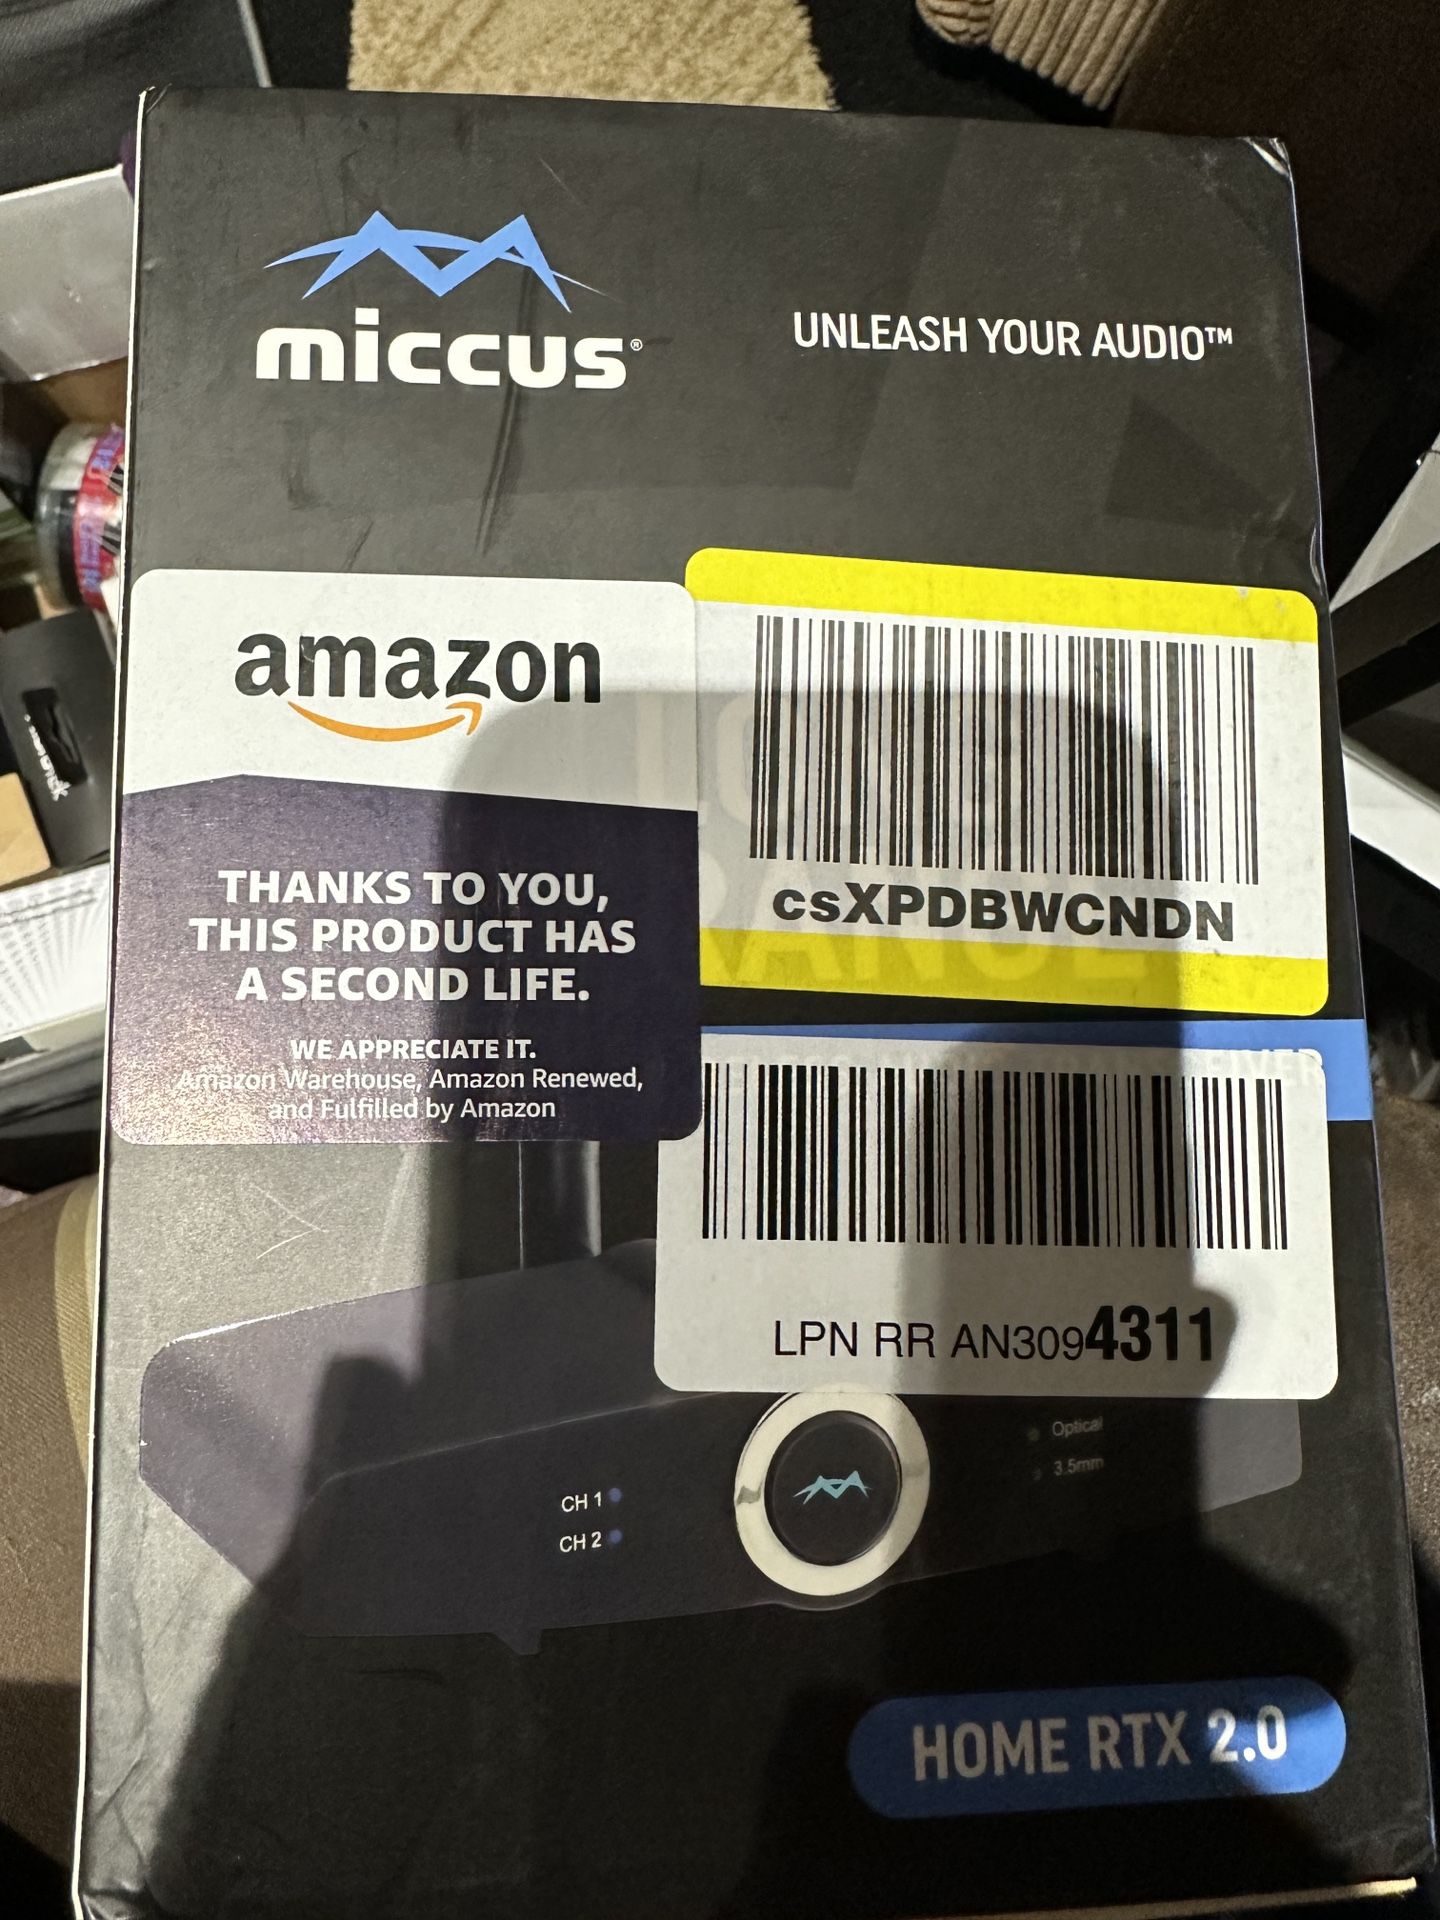 miccus®
UNLEASH YOUR AUDIO™
amazon
THANKS TO YOU,
THIS PRODUCT HAS
A SECOND LIFE.
WE APPRECIATE IT.
Amazon Warehouse, Amazon Renewed,
and Fulfilled by Amazon
LONG
RANGE
csXPDBWCNDN
LPN RR AN3094311
Optical
3.5mm
CH 1
CH 2
HOME RTX 2.0